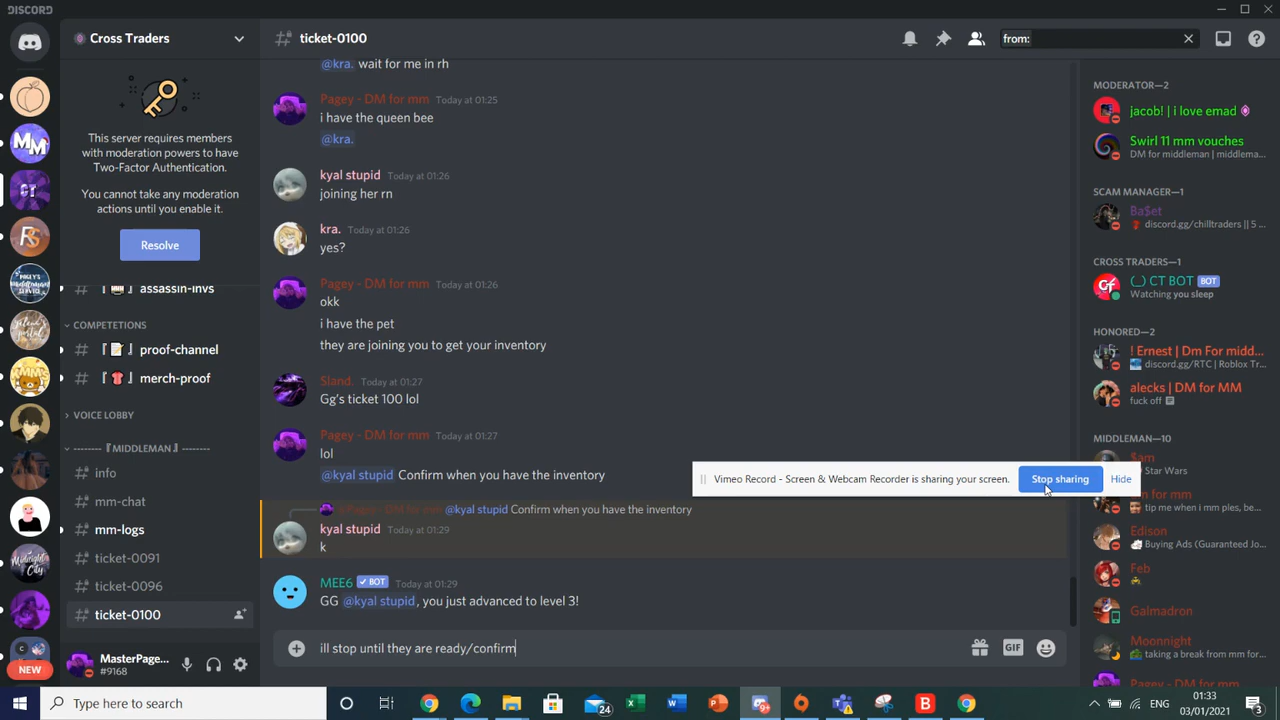 DISCORD
Cross Traders
This server requires members
with moderation powers to have
Two-Factor Authentication.
You cannot take any moderation
actions until you enable it.
Resolve
assassin-invs
COMPETETIONS
proof-channel
merch-proof
VOICE LOBBY
-------- 『MIDDLEMAN』--------
info
mm-chat
mm-logs
ticket-0091
ticket-0096
ticket-0100
MasterPage...
#9168
NEW
ticket-0100
from:
@kra. wait for me in rh
Pagey - DM for mm Today at 01:25
i have the queen bee
@kra.
kyal stupid Today at 01:26
joining her rn
kra. Today at 01:26
yes?
Pagey - DM for mm Today at 01:26
okk
i have the pet
they are joining you to get your inventory
Sland. Today at 01:27
Gg's ticket 100 lol
Pagey - DM for mm Today at 01:27
lol
@kyal stupid Confirm when you have the inventory
@Pagey - DM for mm @kyal stupid Confirm when you have the inventory
kyal stupid Today at 01:29
k
MEE6 BOT Today at 01:29
GG @kyal stupid, you just advanced to level 3!
ill stop until they are ready/confirm
GIF
Vimeo Record - Screen & Webcam Recorder is sharing your screen.
Stop sharing
Hide
MODERATOR—2
jacob! | i love emad
Swirl 11 mm vouches
DM for middleman | middlema...
SCAM MANAGER—1
Ba$et
discord.gg/chilltraders || 5 ...
CROSS TRADERS—1
(_) CT BOT BOT
Watching you sleep
HONORED—2
! Ernest | Dm For midd...
discord.gg/RTC | Roblox Tr...
alecks | DM for MM
fuck off
MIDDLEMAN—10
$am
Star Wars
m for mm
tip me when i mm ples, be...
Edison
Buying Ads (Guaranteed Jo...
Feb
Galmadron
Moonnight
taking a break from mm for
Pagey - DM for mm
Type here to search
24
9+
01:33
03/01/2021
3